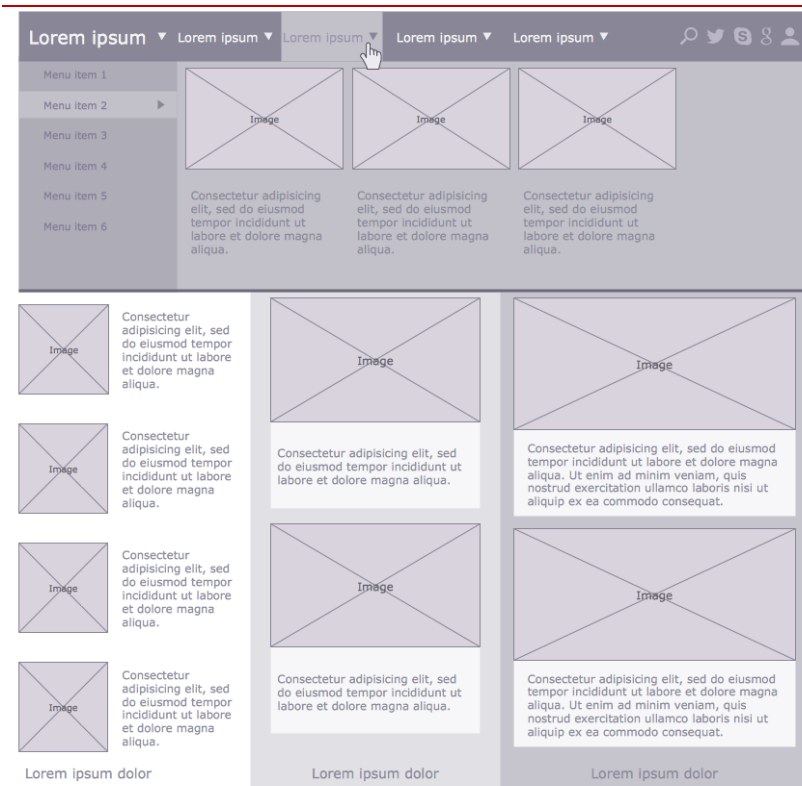 Lorem ipsum ▼ Lorem ipsum ▼ Lorem ipsum ▼ Lorem ipsum ▼ Lorem ipsum ▼
Menu item 1
Menu item 2
Menu item 3
Menu item 4
Menu item 5
Menu item 6
Image
Consectetur adipisicing
elit, sed do eiusmod
tempor incididunt ut
labore et dolore magna
aliqua.
Image
Consectetur adipisicing
elit, sed do eiusmod
tempor incididunt ut
labore et dolore magna
aliqua.
Image
Consectetur adipisicing
elit, sed do eiusmod
tempor incididunt ut
labore et dolore magna
aliqua.
Image
Consectetur
adipisicing elit, sed
do eiusmod tempor
incididunt ut labore
et dolore magna
aliqua.
Image
Consectetur
adipisicing elit, sed
do eiusmod tempor
incididunt ut labore
et dolore magna
aliqua.
Image
Consectetur
adipisicing elit, sed
do eiusmod tempor
incididunt ut labore
et dolore magna
aliqua.
Image
Consectetur
adipisicing elit, sed
do eiusmod tempor
incididunt ut labore
et dolore magna
aliqua.
Lorem ipsum dolor
Image
Consectetur adipisicing elit, sed
do eiusmod tempor incididunt ut
labore et dolore magna aliqua.
Image
Consectetur adipisicing elit, sed
do eiusmod tempor incididunt ut
labore et dolore magna aliqua.
Lorem ipsum dolor
Image
Consectetur adipisicing elit, sed do eiusmod
tempor incididunt ut labore et dolore magna
aliqua. Ut enim ad minim veniam, quis
nostrud exercitation ullamco laboris nisi ut
aliquip ex ea commodo consequat.
Image
Consectetur adipisicing elit, sed do eiusmod
tempor incididunt ut labore et dolore magna
aliqua. Ut enim ad minim veniam, quis
nostrud exercitation ullamco laboris nisi ut
aliquip ex ea commodo consequat.
Lorem ipsum dolor